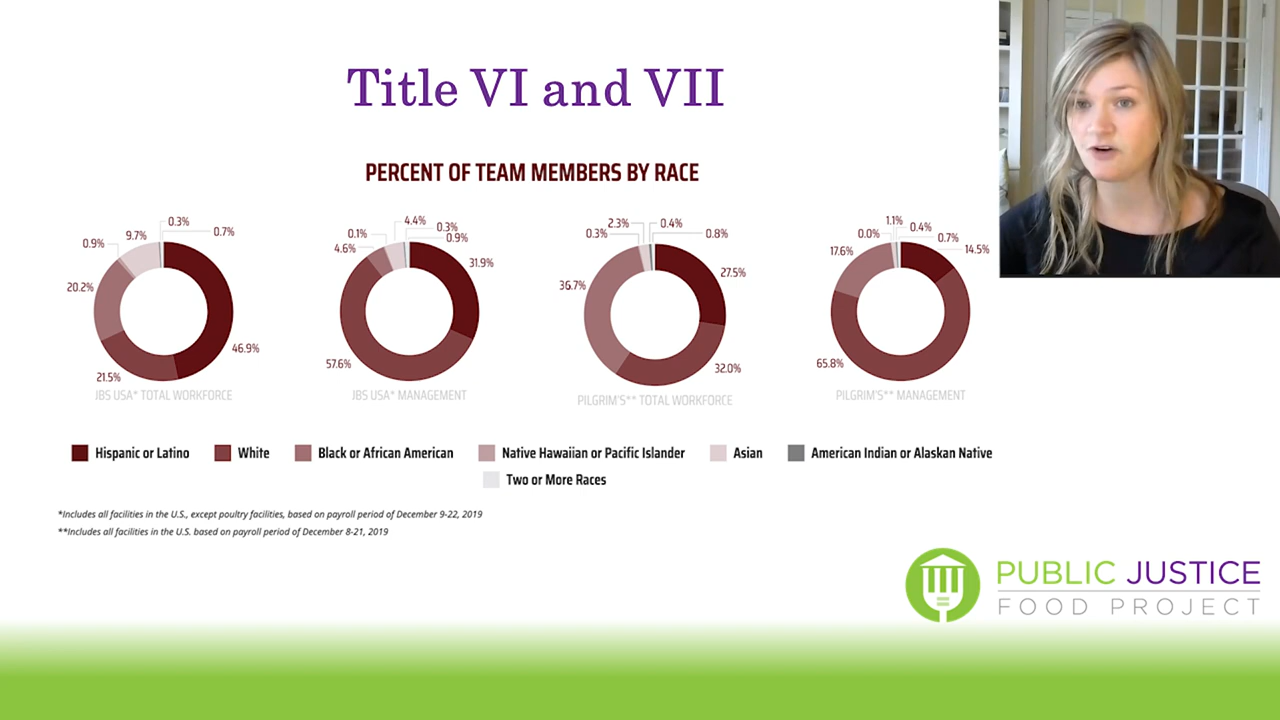 Title VI and VII
PERCENT OF TEAM MEMBERS BY RACE
0.3%
0.7%
9.7%
0.9%
20.2%
46.9%
21.5%
JBS USA* TOTAL WORKFORCE
4.4%
0.3%
0.1%
0.9%
4.6%
31.9%
57.6%
JBS USA* MANAGEMENT
2.3%
0.4%
0.3%
0.8%
27.5%
36.7%
32.0%
PILGRIM'S** TOTAL WORKFORCE
1.1%
0.4%
0.0%
0.7%
17.6%
14.5%
65.8%
PILGRIM'S** MANAGEMENT
Hispanic or Latino
White
Black or African American
Native Hawaiian or Pacific Islander
Asian
American Indian or Alaskan Native
Two or More Races
*Includes all facilities in the U.S., except poultry facilities, based on payroll period of December 9-22, 2019
**Includes all facilities in the U.S. based on payroll period of December 8-21, 2019
PUBLIC JUSTICE
FOOD PROJECT